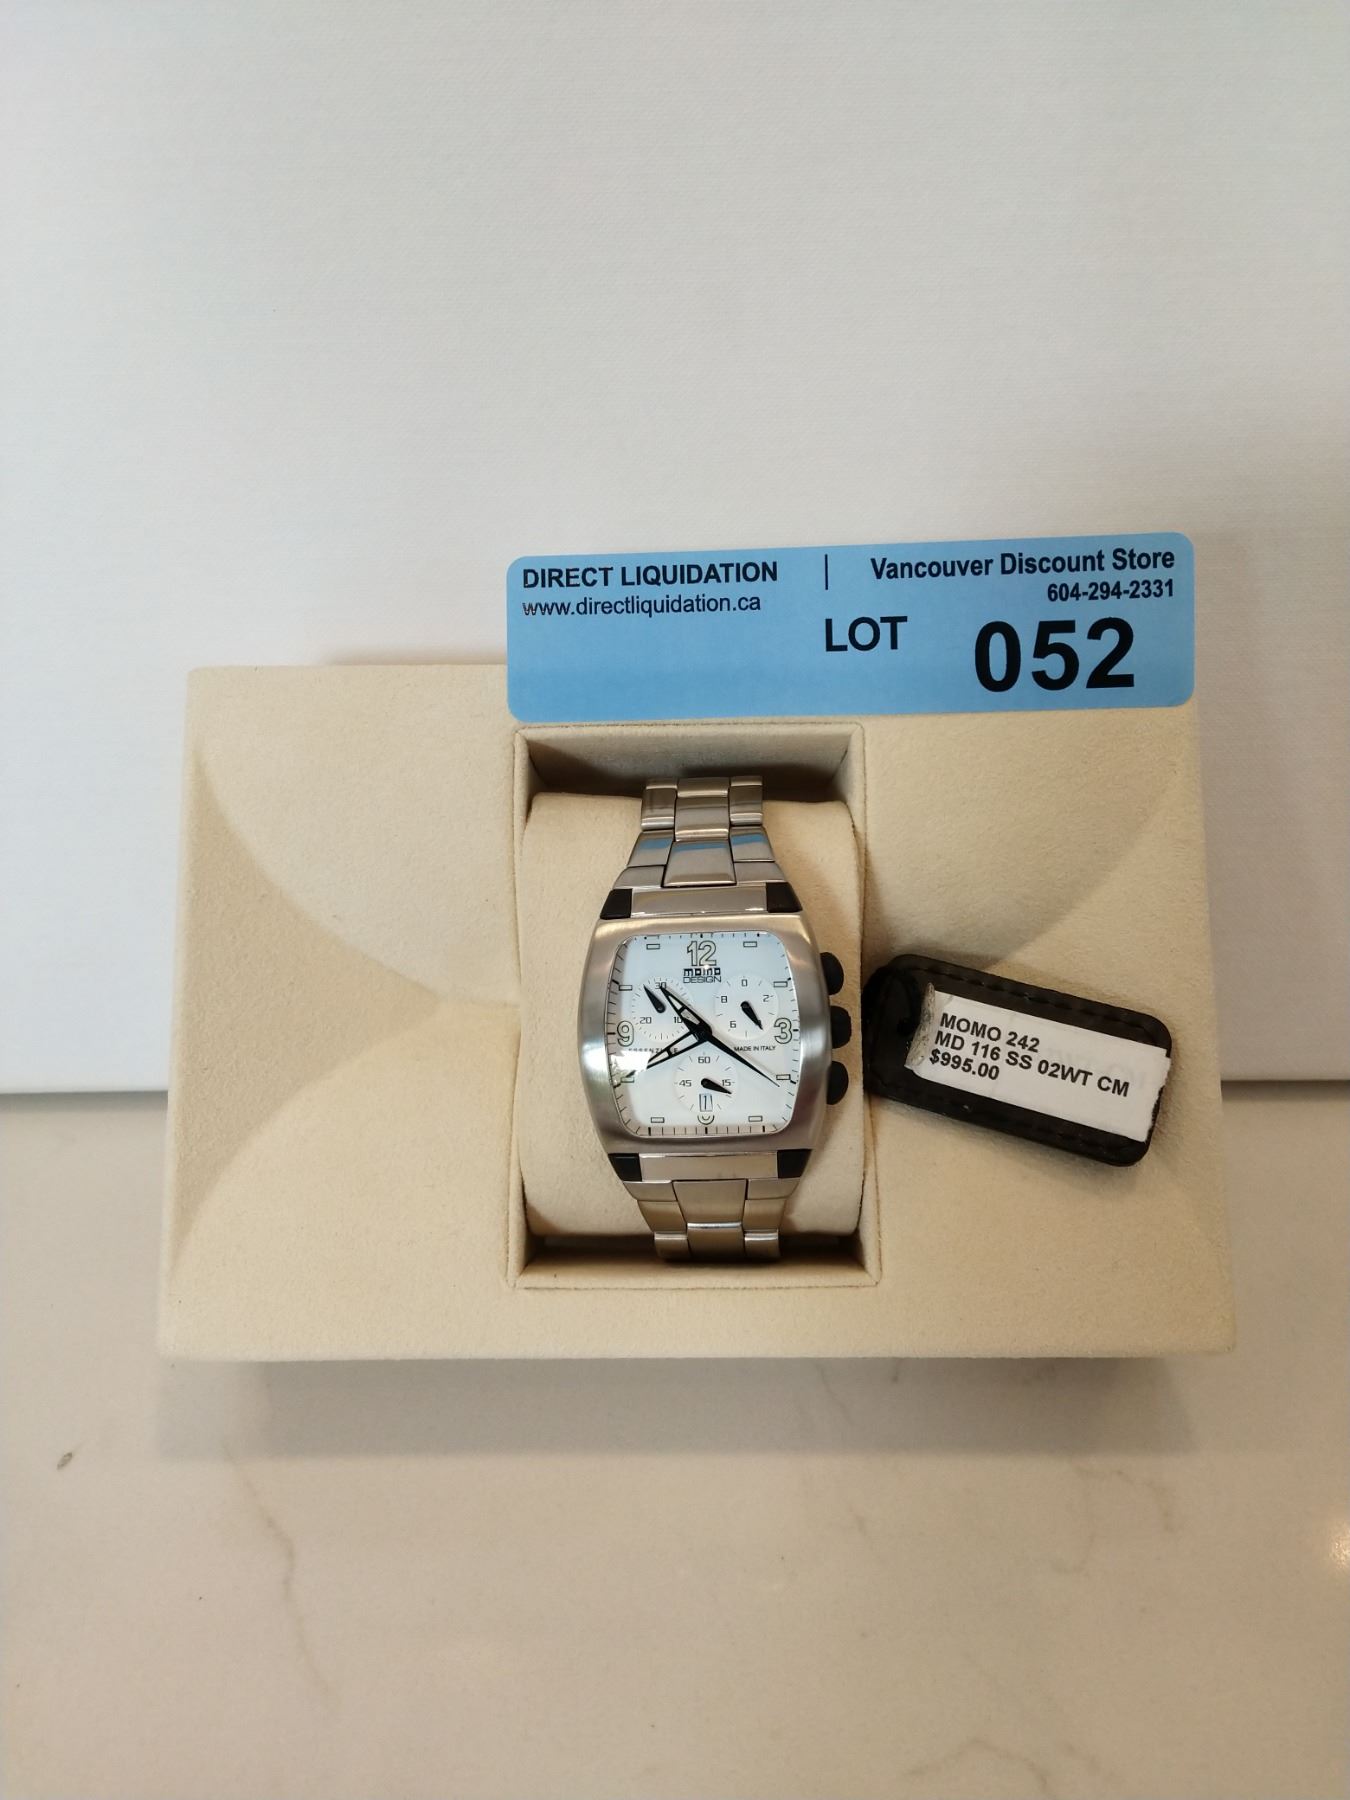 DIRECT LIQUIDATION | Vancouver Discount Store
www.directliquidation.ca 604-294-2331
LOT 052
12
momo
DESIGN
30
20 10
0
8 2
6
9
3
MADE IN ITALY
60
45 15
1
MOMO 242
MD 116 SS 02WT CM
$995.00